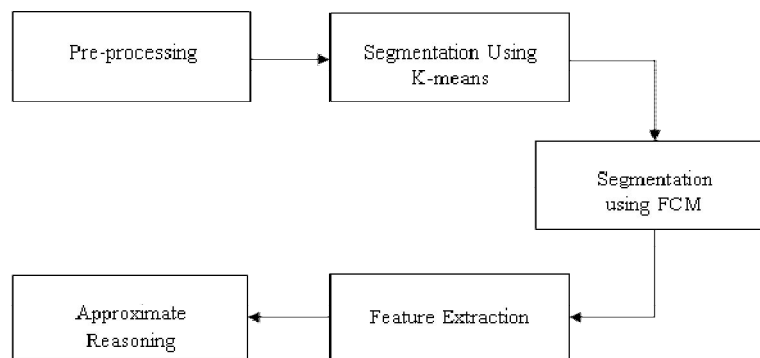 Pre-processing
Segmentation Using
K-means
Segmentation
using FCM
Feature Extraction
Approximate
Reasoning